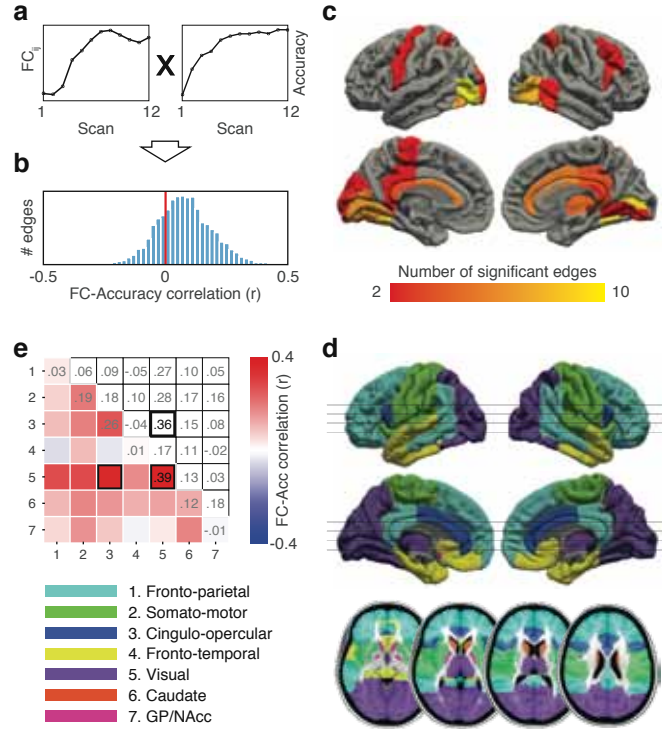 a
FC
X
Accuracy
1
12
1
12
Scan
Scan
b
# edges
-0.5
0
0.5
FC-Accuracy correlation (r)
c
Number of significant edges
2
10
e
1
.03
.06
.09
-.05
.27
.10
.05
2
.19
.18
.10
.28
.17
.16
3
.26
-.04
.36
.15
.08
4
.01
.17
.11
-.02
5
.39
.13
.03
6
.12
.18
7
-.01
1
2
3
4
5
6
7
0.4
FC-Acc correlation (r)
-0.4
1. Fronto-parietal
2. Somato-motor
3. Cingulo-opercular
4. Fronto-temporal
5. Visual
6. Caudate
7. GP/NAcc
d